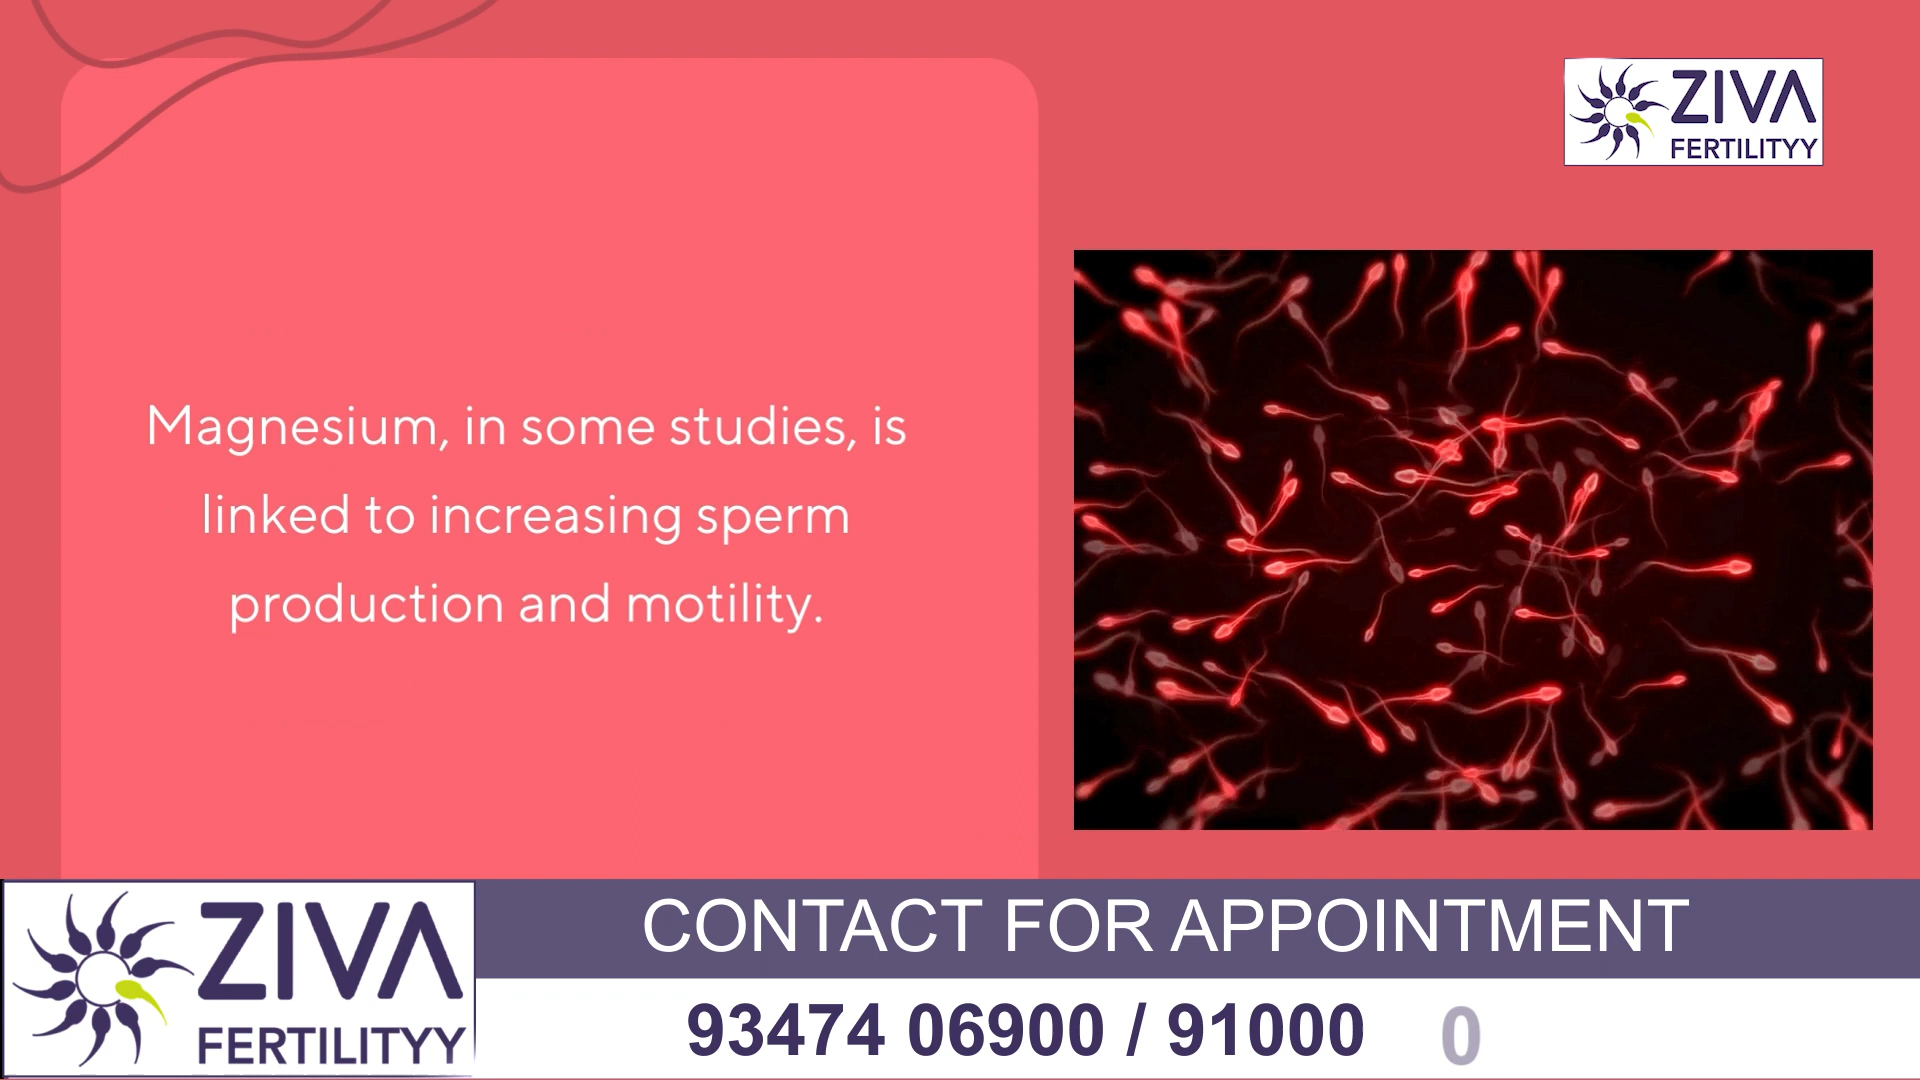 ZIVA
FERTILITYY
Magnesium, in some studies, is
linked to increasing sperm
production and motility.
ZIVA
FERTILITYY
CONTACT FOR APPOINTMENT
93474 06900 / 91000 0